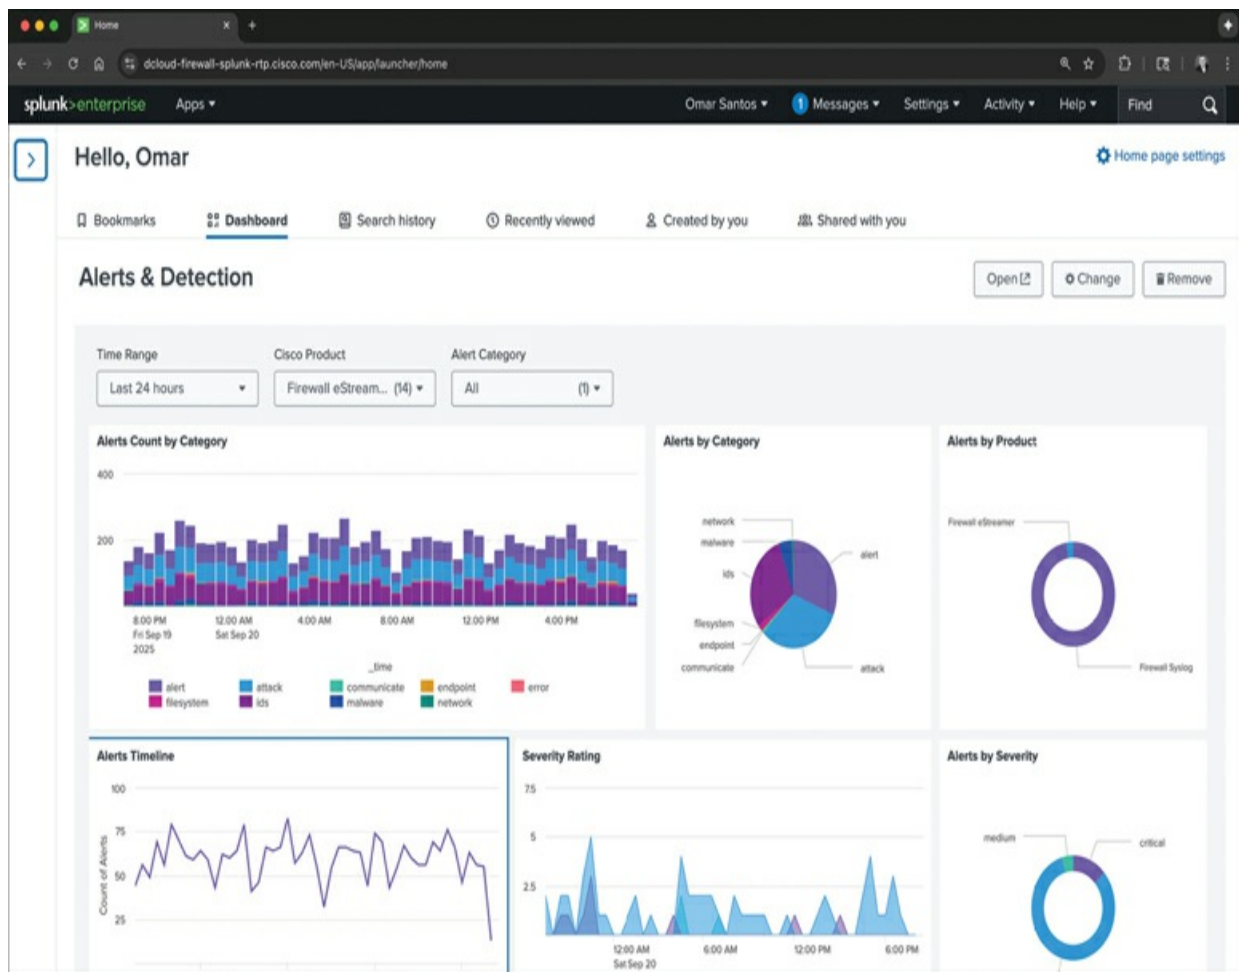 Home
dcloud-firewall-splunk-rtp.cisco.com/en-US/app/launcher/home
splunk>enterprise Apps Omar Santos 1 Messages Settings Activity Help Find
Hello, Omar
Home page settings
Bookmarks Dashboard Search history Recently viewed Created by you Shared with you
Alerts & Detection
Open Change Remove
Time Range Cisco Product Alert Category
Last 24 hours Firewall eStream... (14) All (1)
Alerts Count by Category
400
200
8:00 PM 12:00 AM 4:00 AM 8:00 AM 12:00 PM 4:00 PM
Fri Sep 19 Sat Sep 20
2025
_time
alert attack communicate endpoint error
filesystem ids malware network
Alerts by Category
network
malware
alert
ids
filesystem
endpoint
communicate
attack
Alerts by Product
Firewall eStreamer
Firewall Syslog
Alerts Timeline
100
75
50
25
Count of Alerts
Severity Rating
7.5
5
2.5
12:00 AM 6:00 AM 12:00 PM 6:00 PM
Sat Sep 20
Alerts by Severity
medium
critical